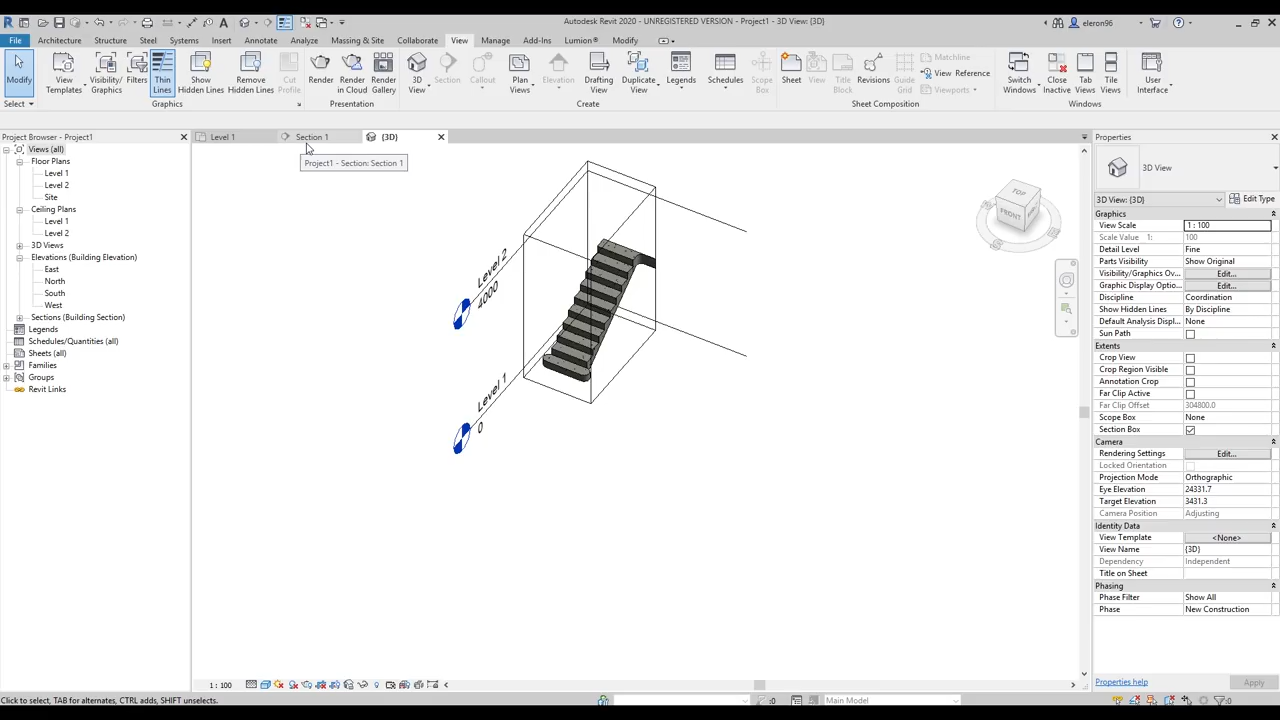 Autodesk Revit 2020 - UNREGISTERED VERSION - Project1 - 3D View: {3D}
eleron96
File
Architecture
Structure
Steel
Systems
Insert
Annotate
Analyze
Massing & Site
Collaborate
View
Manage
Add-Ins
Lumion®
Modify
Modify
View Templates
Visibility/ Graphics
Filters
Thin Lines
Show Hidden Lines
Remove Hidden Lines
Cut Profile
Render
Render in Cloud
Render Gallery
3D View
Section
Callout
Plan Views
Elevation
Drafting View
Duplicate View
Legends
Schedules
Scope Box
Sheet
View
Title Block
Revisions
Guide Grid
Matchline
View Reference
Viewports
Switch Windows
Close Inactive
Tab Views
Tile Views
User Interface
Select
Graphics
Presentation
Create
Sheet Composition
Windows
Project Browser - Project1
Views (all)
Floor Plans
Level 1
Level 2
Site
Ceiling Plans
Level 1
Level 2
3D Views
Elevations (Building Elevation)
East
North
South
West
Sections (Building Section)
Legends
Schedules/Quantities (all)
Sheets (all)
Families
Groups
Revit Links
Level 1
Section 1
{3D}
Project1 - Section: Section 1
Level 2
4000
Level 1
0
TOP
FRONT
Properties
3D View
3D View: {3D}
Edit Type
Graphics
View Scale 1 : 100
Scale Value 1: 100
Detail Level Fine
Parts Visibility Show Original
Visibility/Graphics Ov... Edit...
Graphic Display Optio... Edit...
Discipline Coordination
Show Hidden Lines By Discipline
Default Analysis Displ... None
Sun Path
Extents
Crop View
Crop Region Visible
Annotation Crop
Far Clip Active
Far Clip Offset 304800.0
Scope Box None
Section Box
Camera
Rendering Settings Edit...
Locked Orientation
Projection Mode Orthographic
Eye Elevation 24331.7
Target Elevation 3431.3
Camera Position Adjusting
Identity Data
View Template <None>
View Name {3D}
Dependency Independent
Title on Sheet
Phasing
Phase Filter Show All
Phase New Construction
Properties help
Apply
1 : 100
Click to select, TAB for alternates, CTRL adds, SHIFT unselects.
:0
Main Model
:0